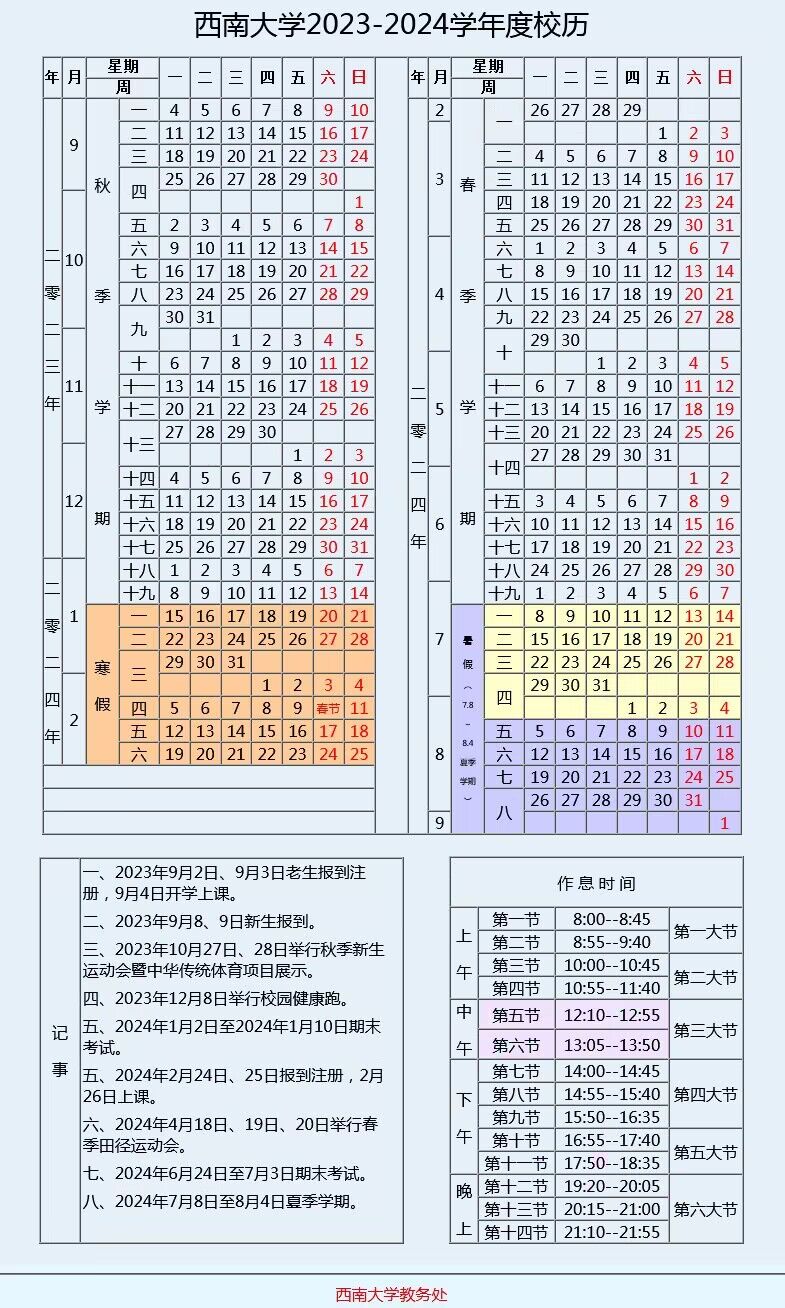 西南大学2023-2024学年度校历
年 月 星期 一 二 三 四 五 六 日
周
二零二三年 9 秋季学期 一 4 5 6 7 8 9 10
二 11 12 13 14 15 16 17
三 18 19 20 21 22 23 24
四 25 26 27 28 29 30
10 1
五 2 3 4 5 6 7 8
六 9 10 11 12 13 14 15
七 16 17 18 19 20 21 22
八 23 24 25 26 27 28 29
九 30 31
11 1 2 3 4 5
十 6 7 8 9 10 11 12
十一 13 14 15 16 17 18 19
十二 20 21 22 23 24 25 26
十三 27 28 29 30
12 1 2 3
十四 4 5 6 7 8 9 10
十五 11 12 13 14 15 16 17
十六 18 19 20 21 22 23 24
十七 25 26 27 28 29 30 31
二零二四年 1 十八 1 2 3 4 5 6 7
十九 8 9 10 11 12 13 14
寒假 一 15 16 17 18 19 20 21
二 22 23 24 25 26 27 28
三 29 30 31
2 1 2 3 4
四 5 6 7 8 9 春节 11
五 12 13 14 15 16 17 18
六 19 20 21 22 23 24 25
年 月 星期 一 二 三 四 五 六 日
周
二零二四年 2 春季学期 一 26 27 28 29
3 1 2 3
二 4 5 6 7 8 9 10
三 11 12 13 14 15 16 17
四 18 19 20 21 22 23 24
五 25 26 27 28 29 30 31
4 六 1 2 3 4 5 6 7
七 8 9 10 11 12 13 14
八 15 16 17 18 19 20 21
九 22 23 24 25 26 27 28
十 29 30
5 1 2 3 4 5
十一 6 7 8 9 10 11 12
十二 13 14 15 16 17 18 19
十三 20 21 22 23 24 25 26
十四 27 28 29 30 31
6 1 2
十五 3 4 5 6 7 8 9
十六 10 11 12 13 14 15 16
十七 17 18 19 20 21 22 23
十八 24 25 26 27 28 29 30
7 十九 1 2 3 4 5 6 7
暑假（7.8-8.4夏季学期） 一 8 9 10 11 12 13 14
二 15 16 17 18 19 20 21
三 22 23 24 25 26 27 28
四 29 30 31
8 1 2 3 4
五 5 6 7 8 9 10 11
六 12 13 14 15 16 17 18
七 19 20 21 22 23 24 25
八 26 27 28 29 30 31
9 1
记事
一、2023年9月2日、9月3日老生报到注
册，9月4日开学上课。
二、2023年9月8、9日新生报到。
三、2023年10月27日、28日举行秋季新生
运动会暨中华传统体育项目展示。
四、2023年12月8日举行校园健康跑。
五、2024年1月2日至2024年1月10日期末
考试。
五、2024年2月24日、25日报到注册，2月
26日上课。
六、2024年4月18日、19日、20日举行春
季田径运动会。
七、2024年6月24日至7月3日期末考试。
八、2024年7月8日至8月4日夏季学期。
作息时间
上午 第一节 8:00--8:45 第一大节
第二节 8:55--9:40
第三节 10:00--10:45 第二大节
第四节 10:55--11:40
中午 第五节 12:10--12:55 第三大节
第六节 13:05--13:50
下午 第七节 14:00--14:45 第四大节
第八节 14:55--15:40
第九节 15:50--16:35
第十节 16:55--17:40 第五大节
第十一节 17:50--18:35
晚上 第十二节 19:20--20:05 第六大节
第十三节 20:15--21:00
第十四节 21:10--21:55
西南大学教务处